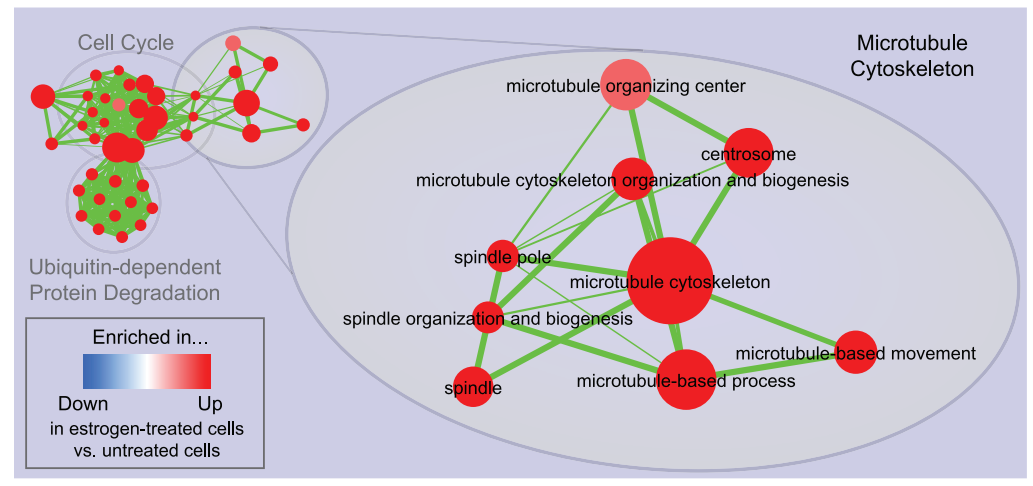 Cell Cycle
Microtubule
Cytoskeleton
microtubule organizing center
centrosome
microtubule cytoskeleton organization and biogenesis
spindle pole
microtubule cytoskeleton
spindle organization and biogenesis
microtubule-based movement
microtubule-based process
spindle
Ubiquitin-dependent
Protein Degradation
Enriched in...
Down Up
in estrogen-treated cells
vs. untreated cells